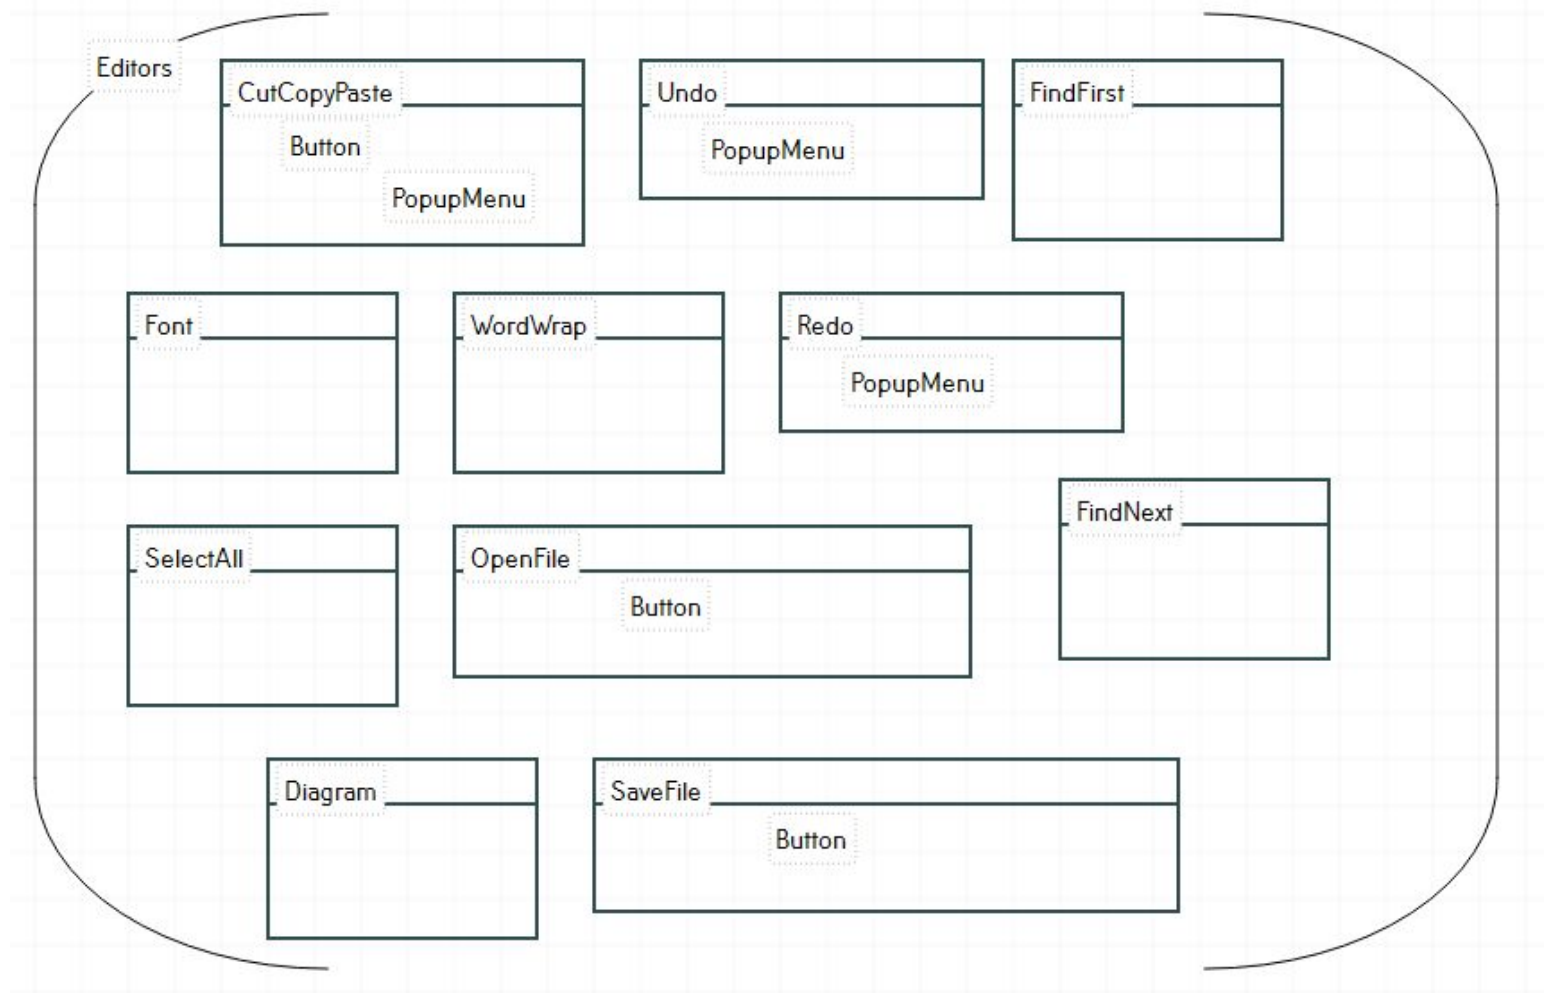 Editors
CutCopyPaste
Button
PopupMenu
Undo
PopupMenu
FindFirst
Font
WordWrap
Redo
PopupMenu
FindNext
SelectAll
OpenFile
Button
Diagram
SaveFile
Button